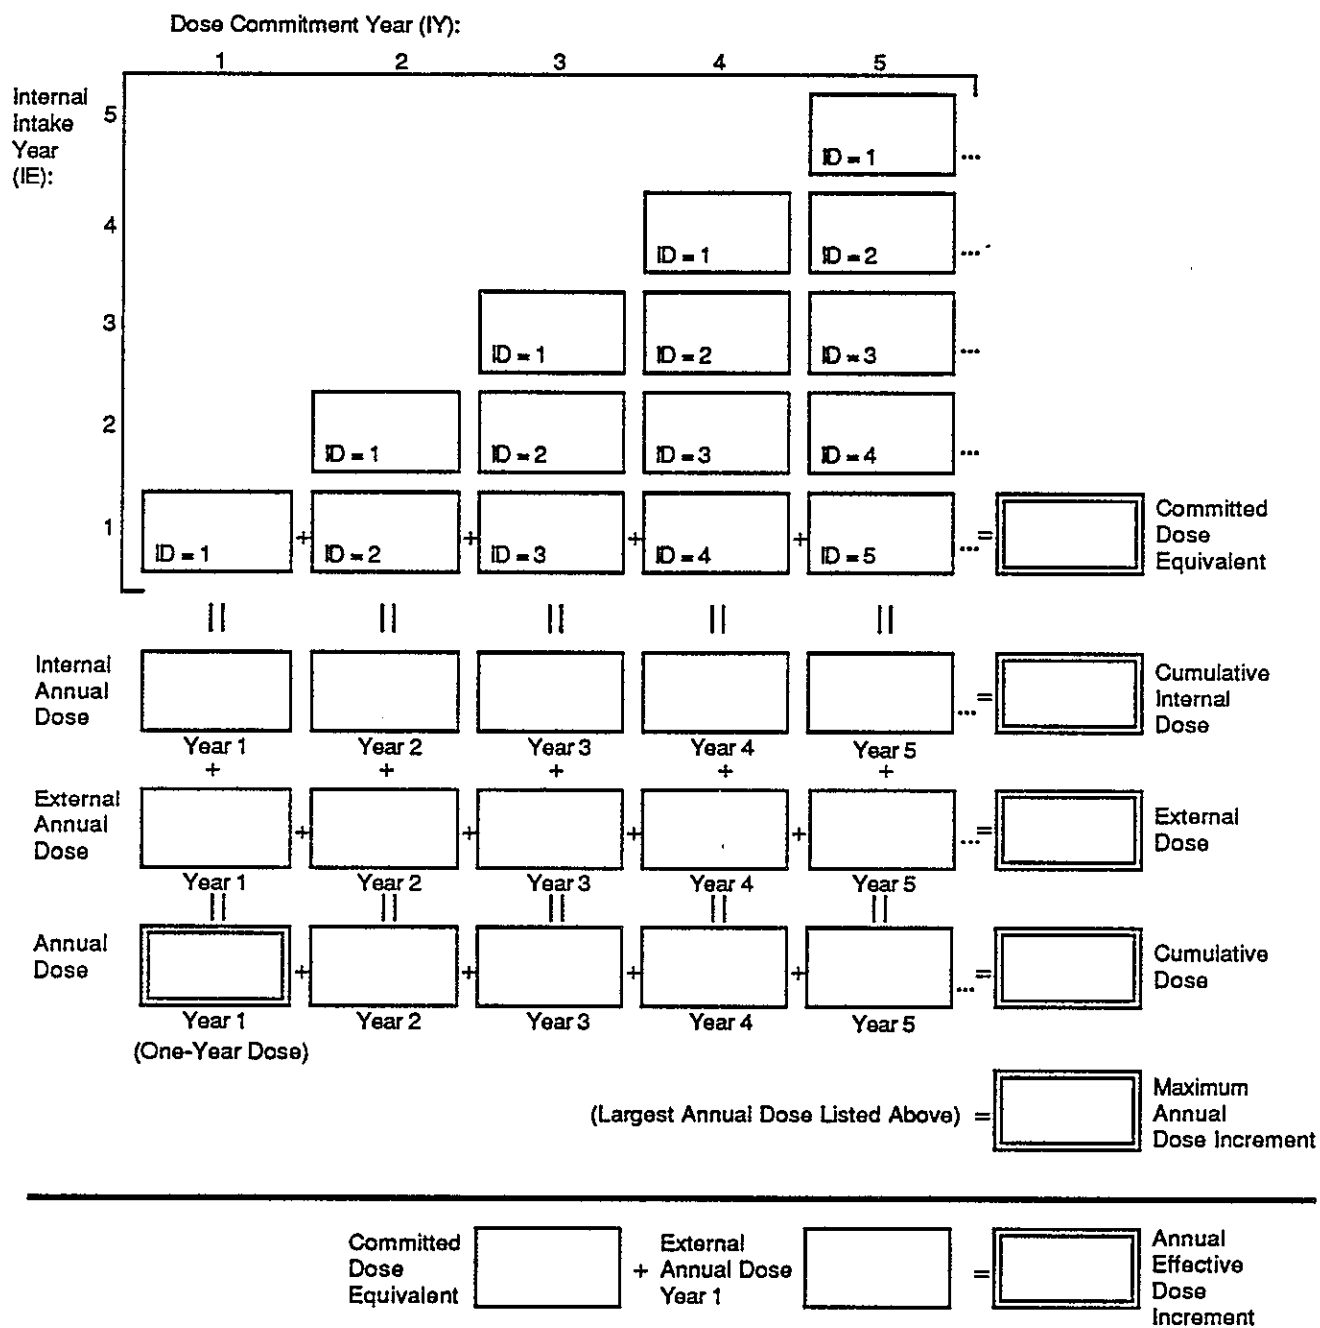 Dose Commitment Year (IY):
1 2 3 4 5
Internal
Intake
Year
(IE):
5
ID = 1 ...
4
ID = 1 ID = 2 ...
3
ID = 1 ID = 2 ID = 3 ...
2
ID = 1 ID = 2 ID = 3 ID = 4 ...
1
ID = 1 + ID = 2 + ID = 3 + ID = 4 + ID = 5 ... =
Committed
Dose
Equivalent
|| || || || ||
Internal
Annual
Dose
... =
Cumulative
Internal
Dose
Year 1 Year 2 Year 3 Year 4 Year 5
+ + + + +
External
Annual
Dose
+ + + + ... =
External
Dose
Year 1 Year 2 Year 3 Year 4 Year 5
|| || || || ||
Annual
Dose
+ + + + ... =
Cumulative
Dose
Year 1 Year 2 Year 3 Year 4 Year 5
(One-Year Dose)
(Largest Annual Dose Listed Above) =
Maximum
Annual
Dose Increment
Committed
Dose
Equivalent
+
External
Annual Dose
Year 1
=
Annual
Effective
Dose
Increment